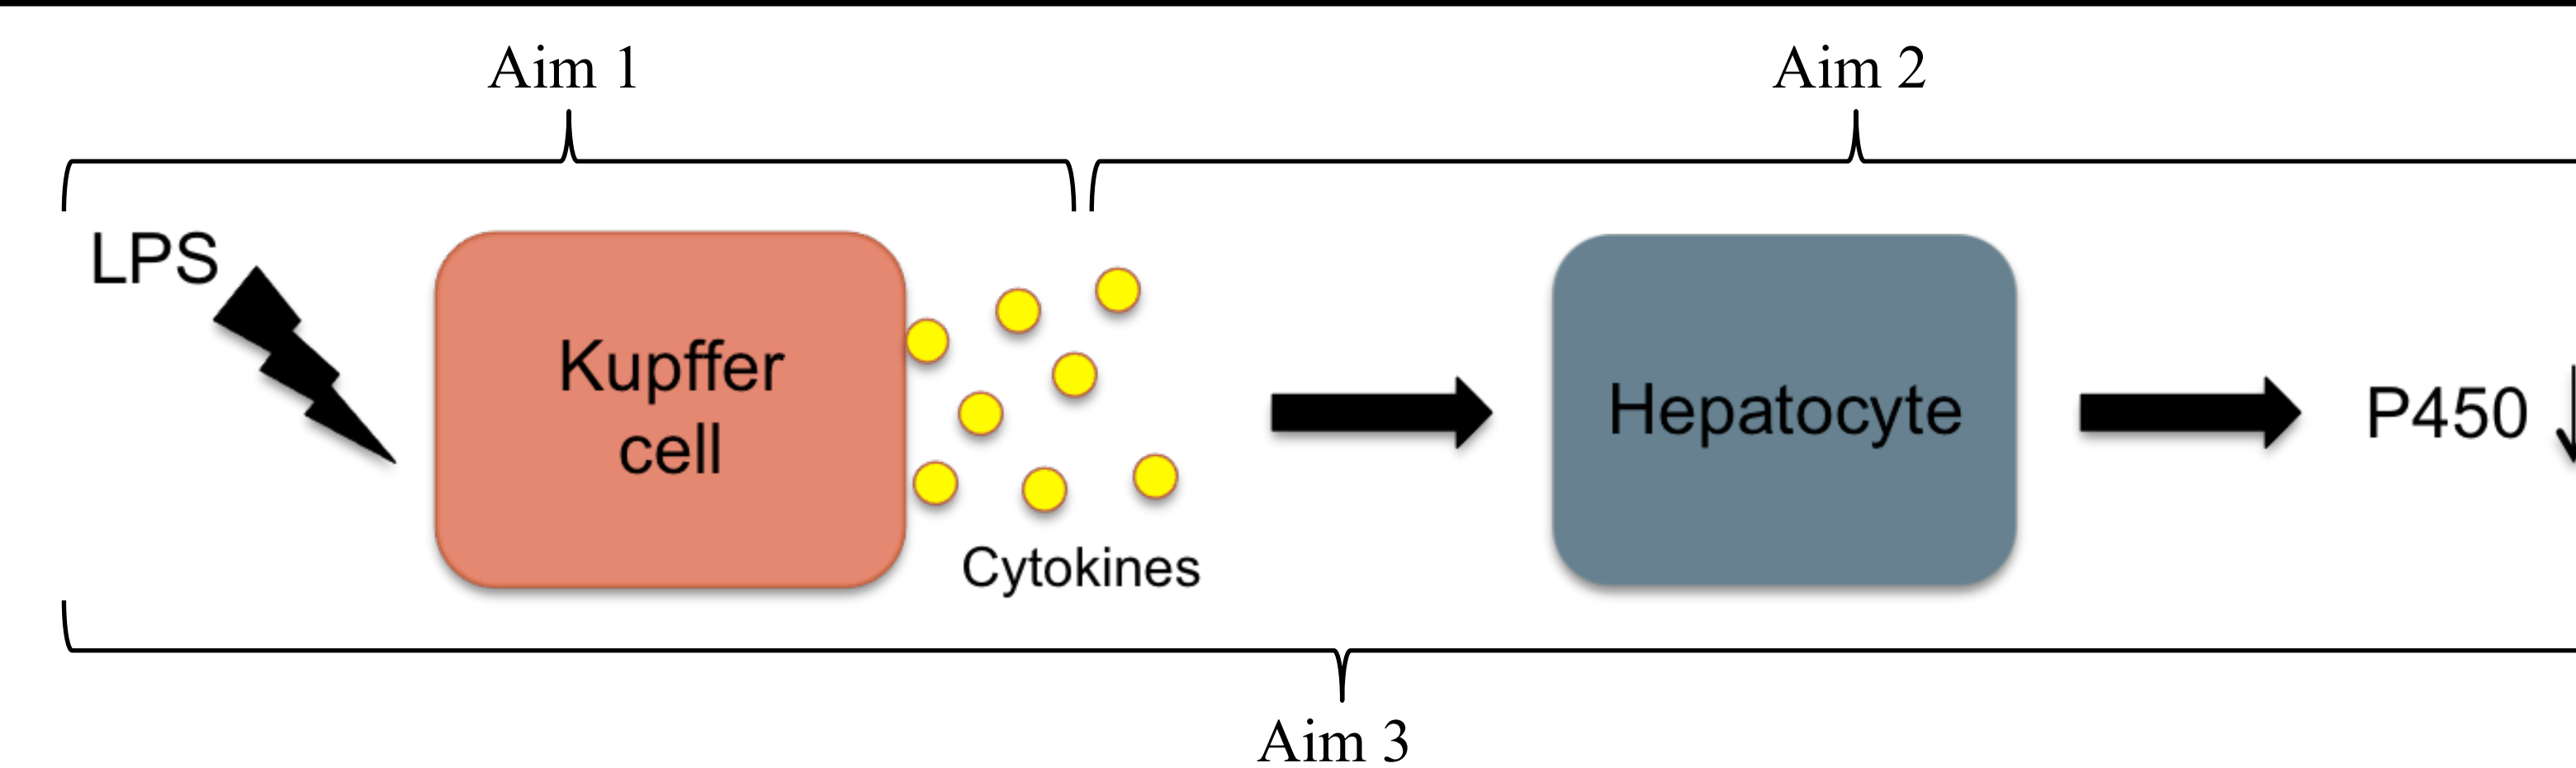 Aim 1
Aim 2
LPS
Kupffer
cell
Cytokines
Hepatocyte
P450
Aim 3